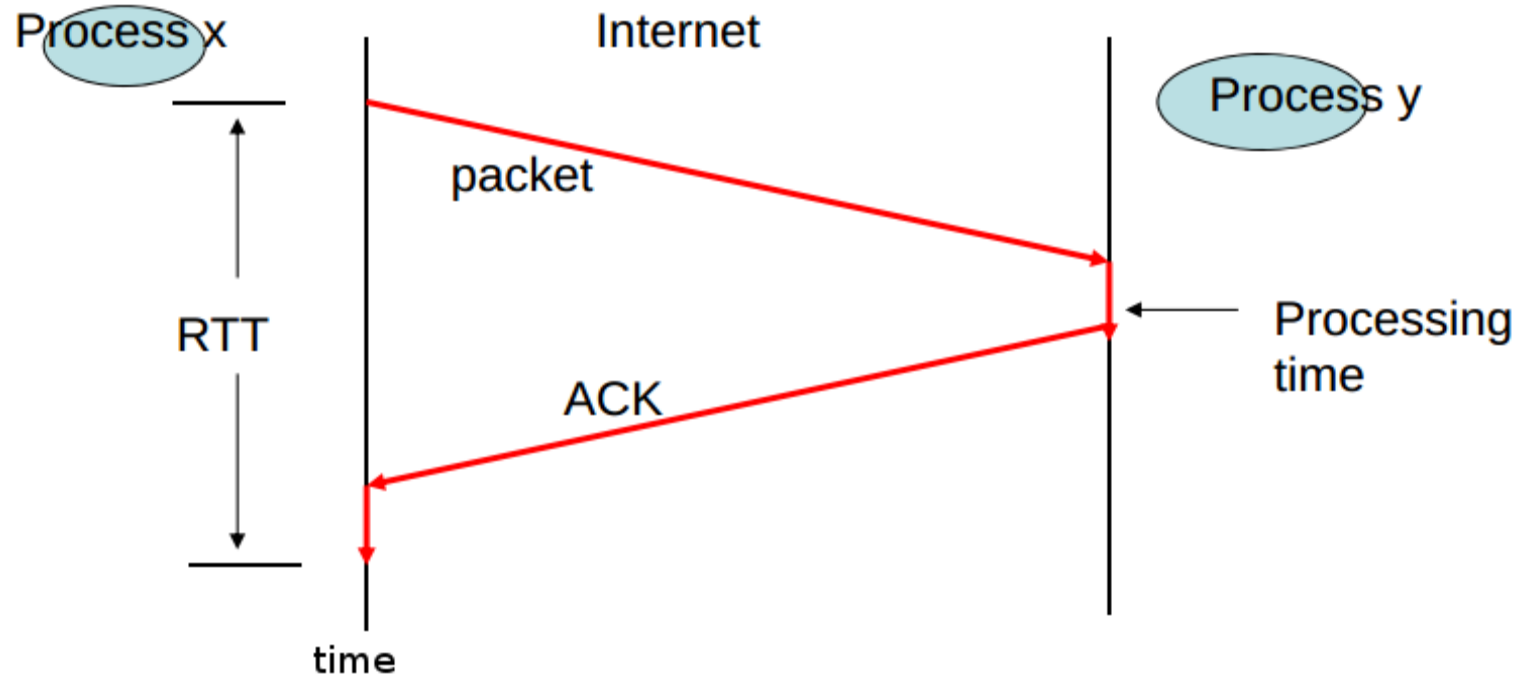 Process x
Internet
Process y
packet
RTT
Processing
time
ACK
time